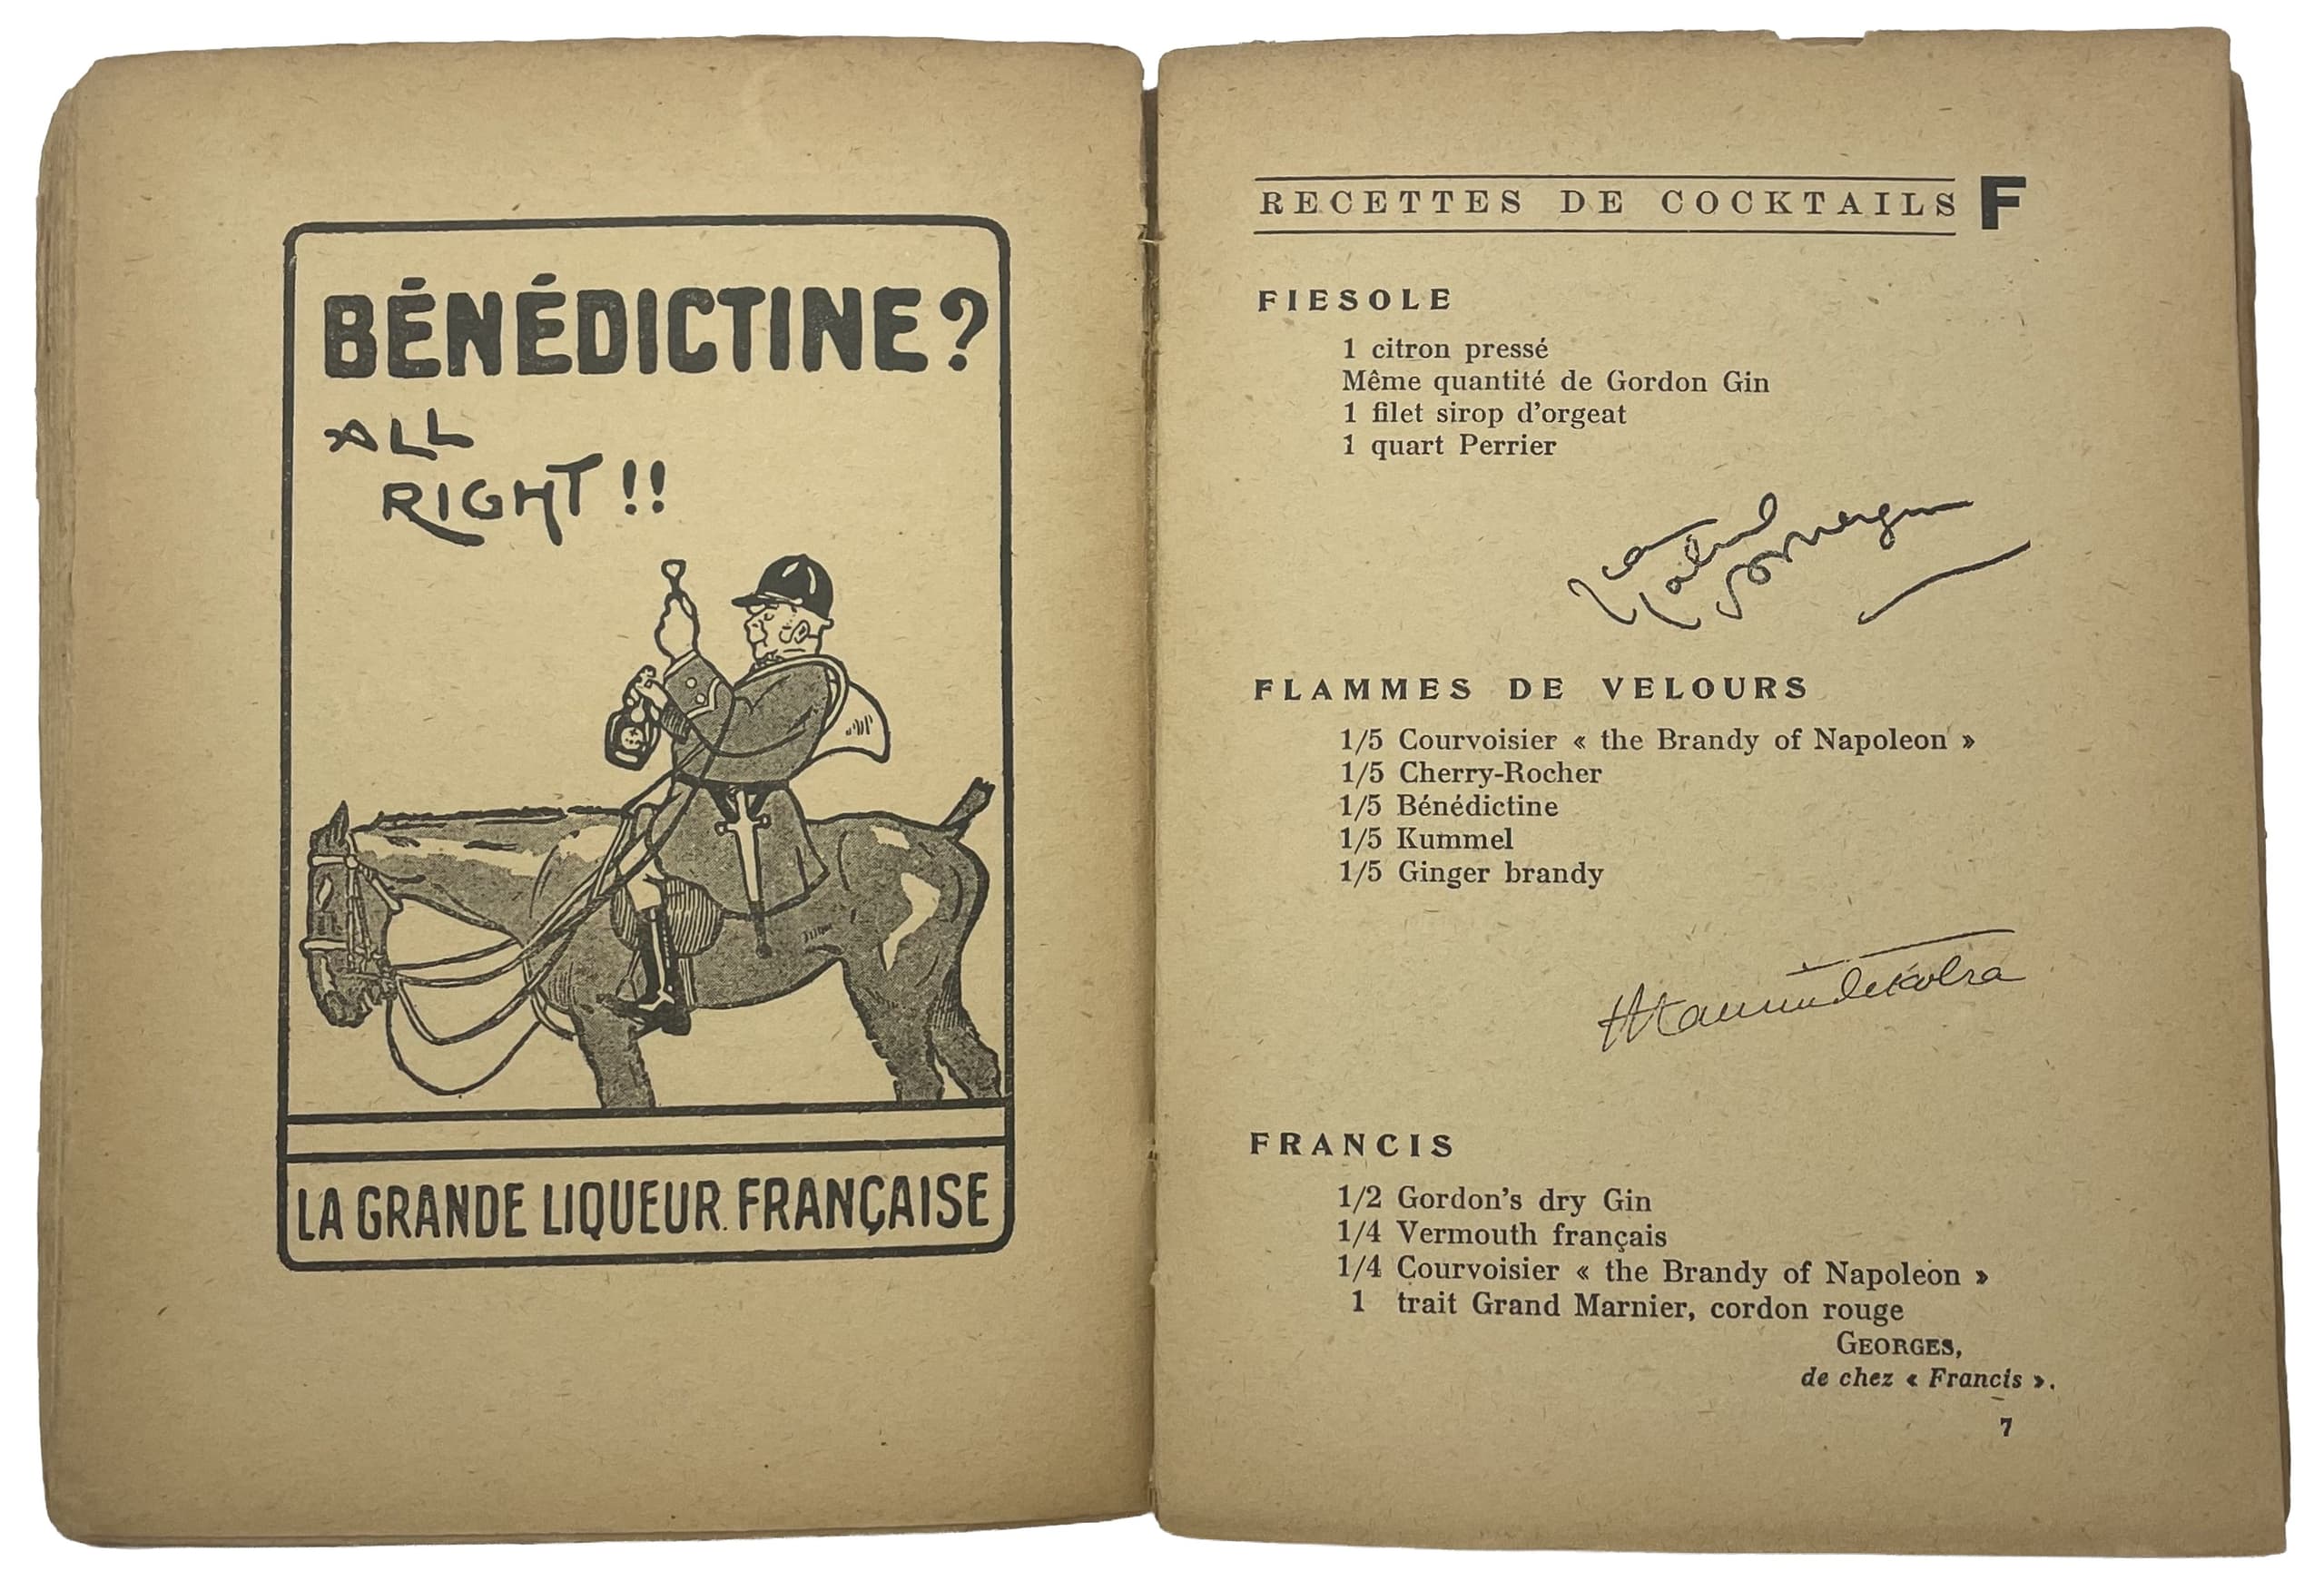 BÉNÉDICTINE?
ALL
RIGHT!!
LA GRANDE LIQUEUR FRANÇAISE
RECETTES DE COCKTAILS F
FIESOLE
1 citron pressé
Même quantité de Gordon Gin
1 filet sirop d'orgeat
1 quart Perrier
FLAMMES DE VELOURS
1/5 Courvoisier « the Brandy of Napoleon »
1/5 Cherry-Rocher
1/5 Bénédictine
1/5 Kummel
1/5 Ginger brandy
FRANCIS
1/2 Gordon's dry Gin
1/4 Vermouth français
1/4 Courvoisier « the Brandy of Napoleon »
1 trait Grand Marnier, cordon rouge
GEORGES,
de chez « Francis ».
7